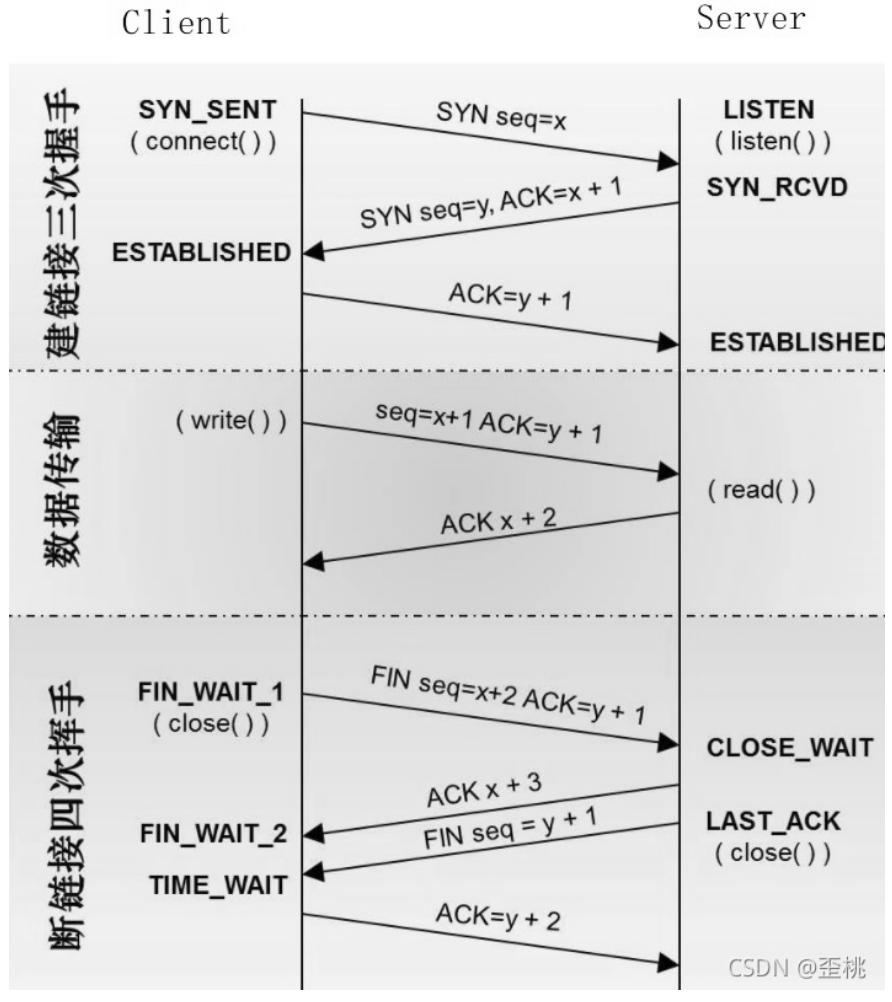 Client
Server
建链接三次握手
SYN_SENT
( connect( ) )
SYN seq=x
LISTEN
( listen( ) )
SYN_RCVD
SYN seq=y, ACK=x + 1
ESTABLISHED
ACK=y + 1
ESTABLISHED
数据传输
( write( ) )
seq=x+1 ACK=y + 1
( read( ) )
ACK x + 2
断链接四次挥手
FIN_WAIT_1
( close( ) )
FIN seq=x+2 ACK=y + 1
CLOSE_WAIT
ACK x + 3
FIN_WAIT_2
FIN seq = y + 1
LAST_ACK
( close( ) )
TIME_WAIT
ACK=y + 2
CSDN @歪桃